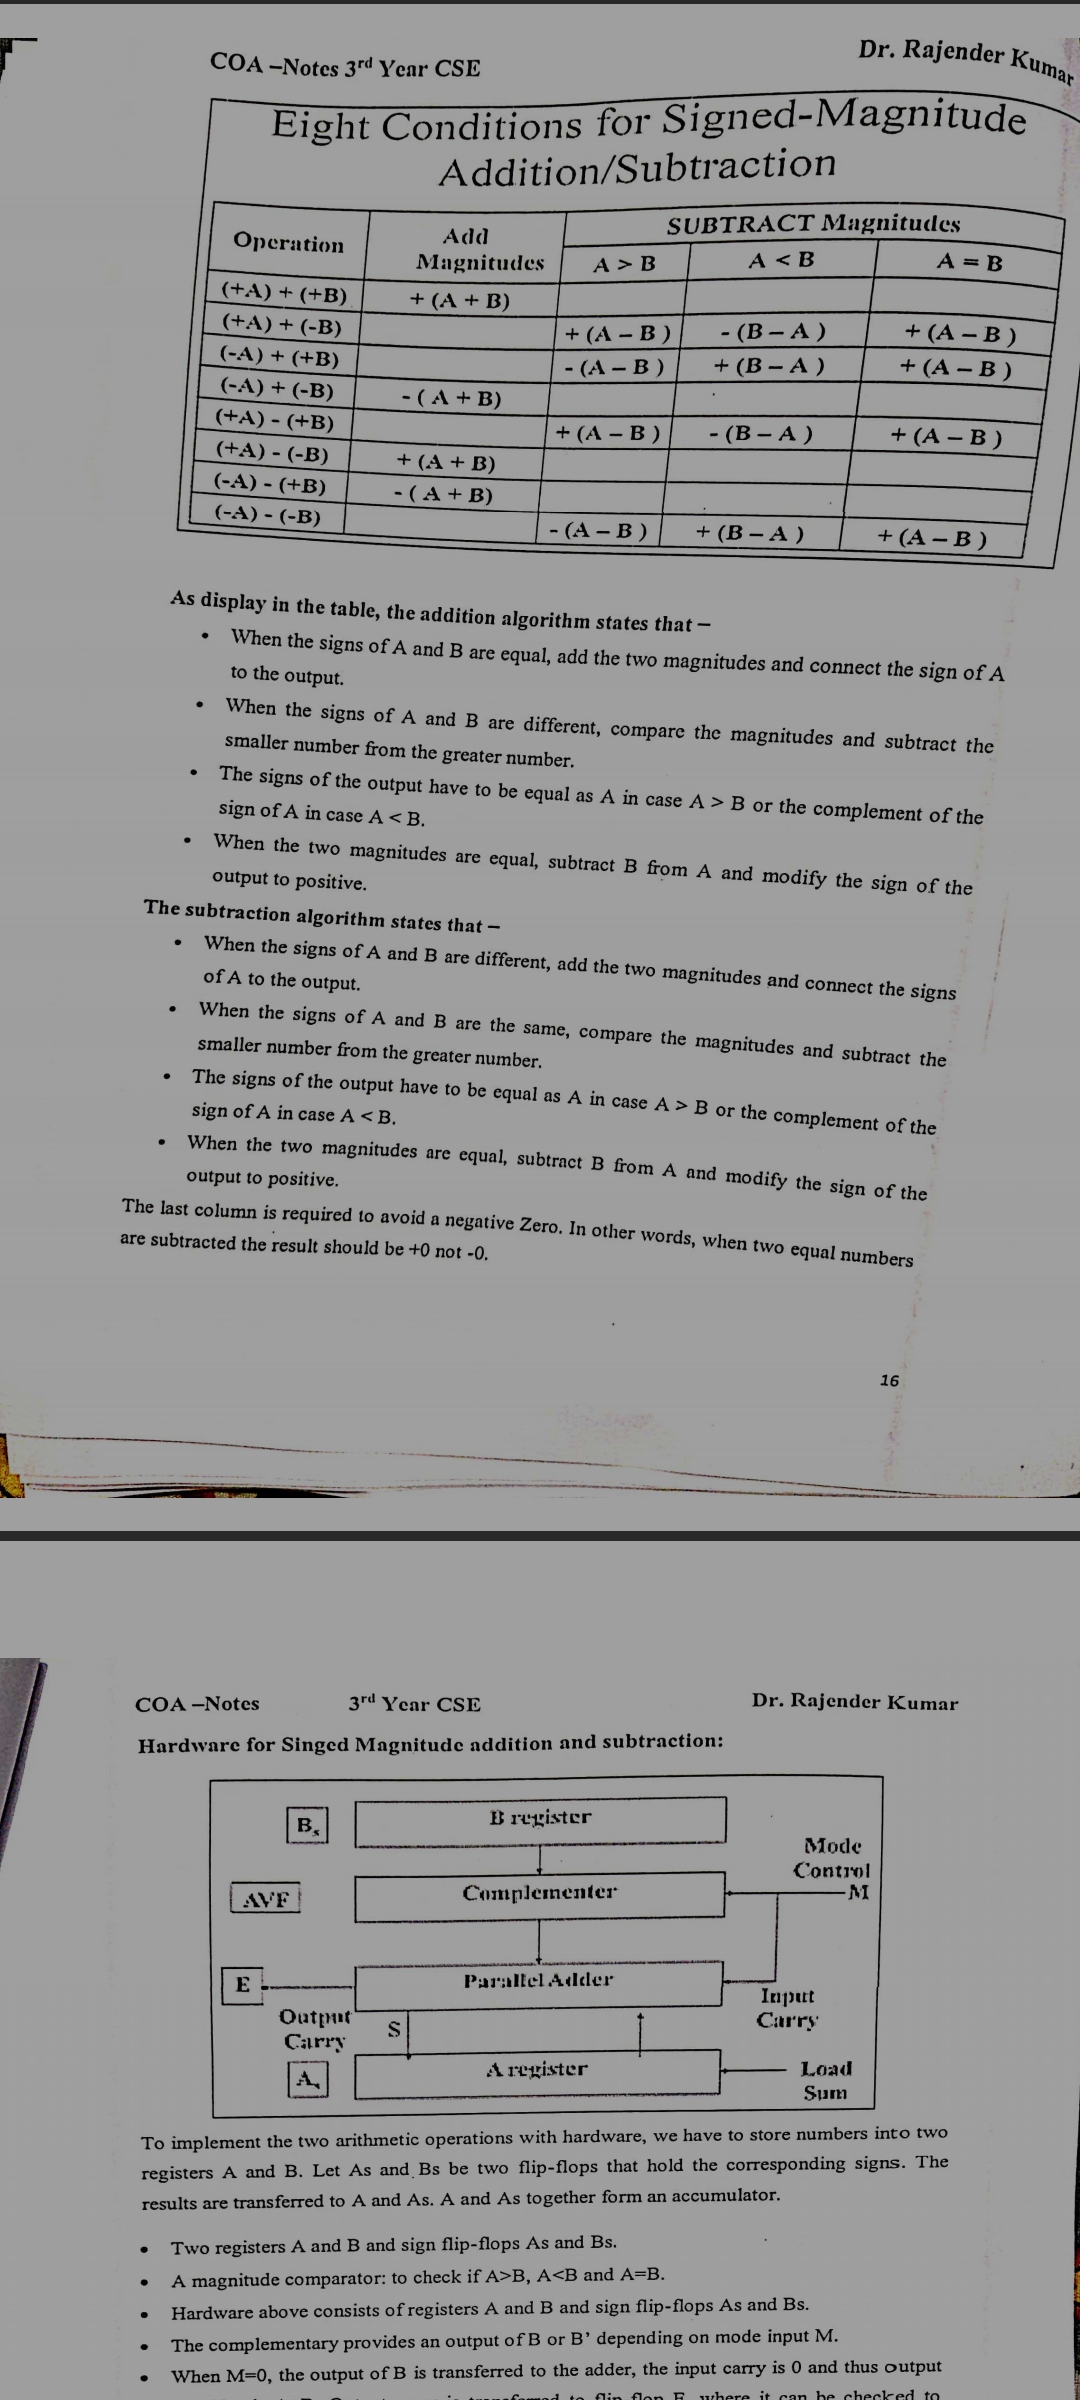 COA –Notes 3rd Year CSE
Dr. Rajender Kumar
Eight Conditions for Signed-Magnitude
Addition/Subtraction
Operation
Add
Magnitudes
SUBTRACT Magnitudes
A > B
A < B
A = B
(+A) + (+B)
+ (A + B)
(+A) + (-B)
+ (A – B )
- (B – A )
+ (A – B )
(-A) + (+B)
- (A – B )
+ (B – A )
+ (A – B )
(-A) + (-B)
- ( A + B)
(+A) - (+B)
+ (A – B )
- (B – A )
+ (A – B )
(+A) - (-B)
+ (A + B)
(-A) - (+B)
- ( A + B)
(-A) - (-B)
- (A – B )
+ (B – A )
+ (A – B )
As display in the table, the addition algorithm states that –
• When the signs of A and B are equal, add the two magnitudes and connect the sign of A
to the output.
• When the signs of A and B are different, compare the magnitudes and subtract the
smaller number from the greater number.
• The signs of the output have to be equal as A in case A > B or the complement of the
sign of A in case A < B.
• When the two magnitudes are equal, subtract B from A and modify the sign of the
output to positive.
The subtraction algorithm states that –
• When the signs of A and B are different, add the two magnitudes and connect the signs
of A to the output.
• When the signs of A and B are the same, compare the magnitudes and subtract the
smaller number from the greater number.
• The signs of the output have to be equal as A in case A > B or the complement of the
sign of A in case A < B.
• When the two magnitudes are equal, subtract B from A and modify the sign of the
output to positive.
The last column is required to avoid a negative Zero. In other words, when two equal numbers
are subtracted the result should be +0 not -0.
16
COA –Notes 3rd Year CSE Dr. Rajender Kumar
Hardware for Singed Magnitude addition and subtraction:
Bs
B register
Mode
Control
M
AVF
Complementer
E
Parallel Adder
Output
Carry
S
Input
Carry
As
A register
Load
Sum
To implement the two arithmetic operations with hardware, we have to store numbers into two
registers A and B. Let As and Bs be two flip-flops that hold the corresponding signs. The
results are transferred to A and As. A and As together form an accumulator.
• Two registers A and B and sign flip-flops As and Bs.
• A magnitude comparator: to check if A>B, A<B and A=B.
• Hardware above consists of registers A and B and sign flip-flops As and Bs.
• The complementary provides an output of B or B' depending on mode input M.
• When M=0, the output of B is transferred to the adder, the input carry is 0 and thus output
to flip flop E, where it can be checked to